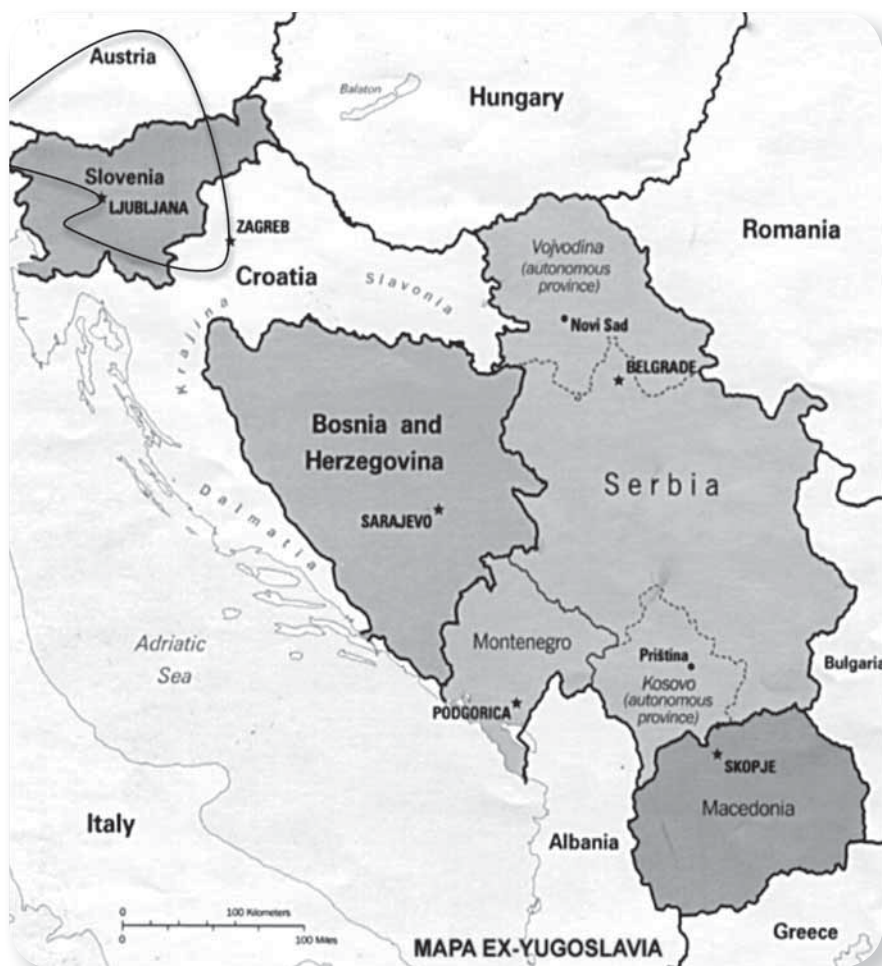 Austria
Balaton
Hungary
Slovenia
LJUBLJANA
ZAGREB
Croatia
Romania
Vojvodina
(autonomous
province)
Slavonia
Krajina
Novi Sad
BELGRADE
Bosnia and
Herzegovina
Serbia
SARAJEVO
Dalmatia
Adriatic
Sea
Montenegro
Priština
Kosovo
(autonomous
province)
Bulgaria
PODGORICA
SKOPJE
Macedonia
Italy
Albania
0 100 Kilometers
0 100 Miles
Greece
MAPA EX-YUGOSLAVIA